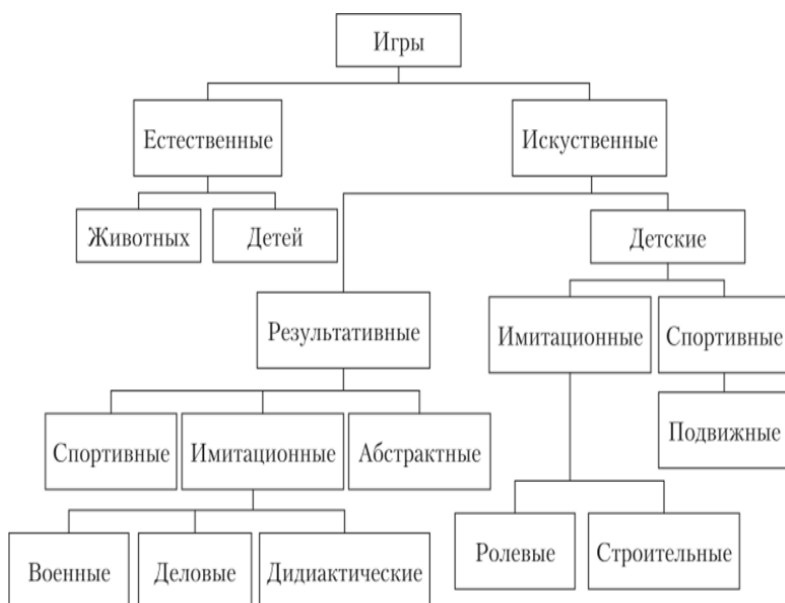 Игры
Естественные
Искуственные
Животных
Детей
Детские
Результативные
Имитационные
Спортивные
Спортивные
Имитационные
Абстрактные
Подвижные
Военные
Деловые
Дидиактические
Ролевые
Строительные